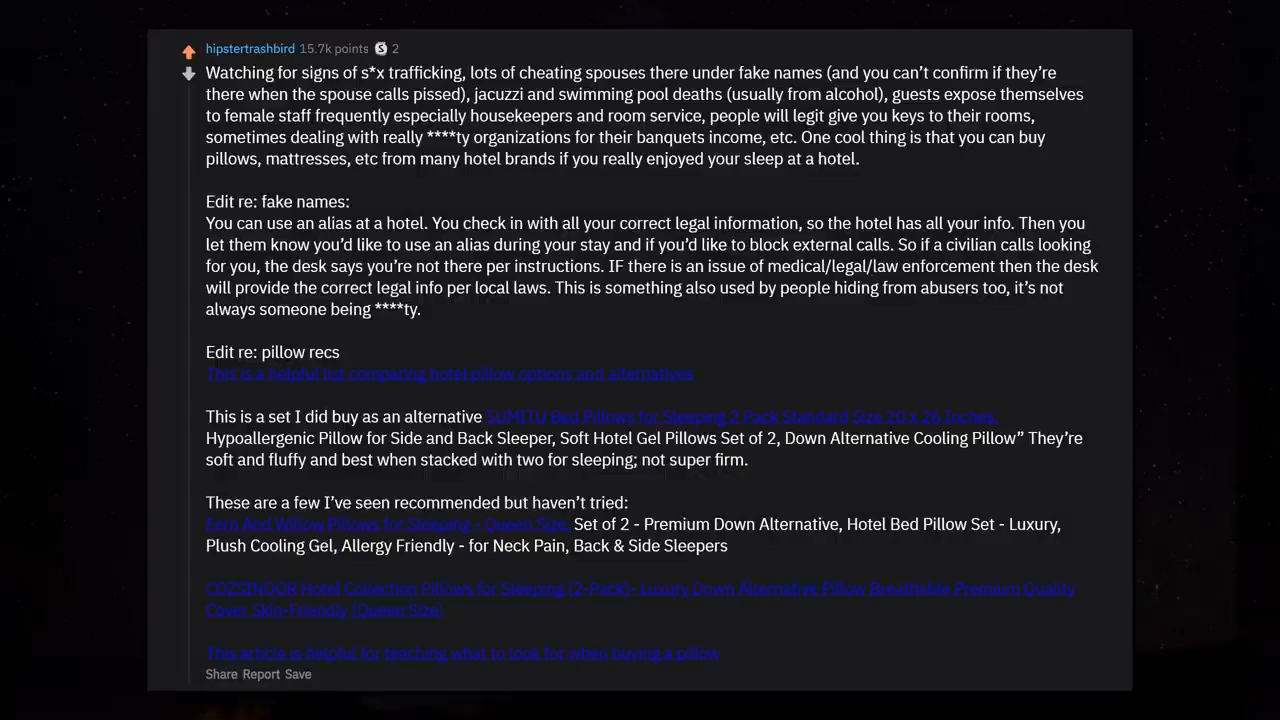 hipstertrashbird 15.7k points 2
Watching for signs of s*x trafficking, lots of cheating spouses there under fake names (and you can’t confirm if they’re
there when the spouse calls pissed), jacuzzi and swimming pool deaths (usually from alcohol), guests expose themselves
to female staff frequently especially housekeepers and room service, people will legit give you keys to their rooms,
sometimes dealing with really ****ty organizations for their banquets income, etc. One cool thing is that you can buy
pillows, mattresses, etc from many hotel brands if you really enjoyed your sleep at a hotel.
Edit re: fake names:
You can use an alias at a hotel. You check in with all your correct legal information, so the hotel has all your info. Then you
let them know you’d like to use an alias during your stay and if you’d like to block external calls. So if a civilian calls looking
for you, the desk says you’re not there per instructions. IF there is an issue of medical/legal/law enforcement then the desk
will provide the correct legal info per local laws. This is something also used by people hiding from abusers too, it’s not
always someone being ****ty.
Edit re: pillow recs
This is a helpful list comparing hotel pillow options and alternatives
This is a set I did buy as an alternative SUMITU Bed Pillows for Sleeping 2 Pack Standard Size 20 x 26 Inches,
Hypoallergenic Pillow for Side and Back Sleeper, Soft Hotel Gel Pillows Set of 2, Down Alternative Cooling Pillow” They’re
soft and fluffy and best when stacked with two for sleeping; not super firm.
These are a few I’ve seen recommended but haven’t tried:
Fern And Willow Pillows for Sleeping - Queen Size, Set of 2 - Premium Down Alternative, Hotel Bed Pillow Set - Luxury,
Plush Cooling Gel, Allergy Friendly - for Neck Pain, Back & Side Sleepers
COZSINOOR Hotel Collection Pillows for Sleeping (2-Pack)- Luxury Down Alternative Pillow Breathable Premium Quality
Cover Skin-Friendly (Queen Size)
This article is helpful for teaching what to look for when buying a pillow
Share Report Save